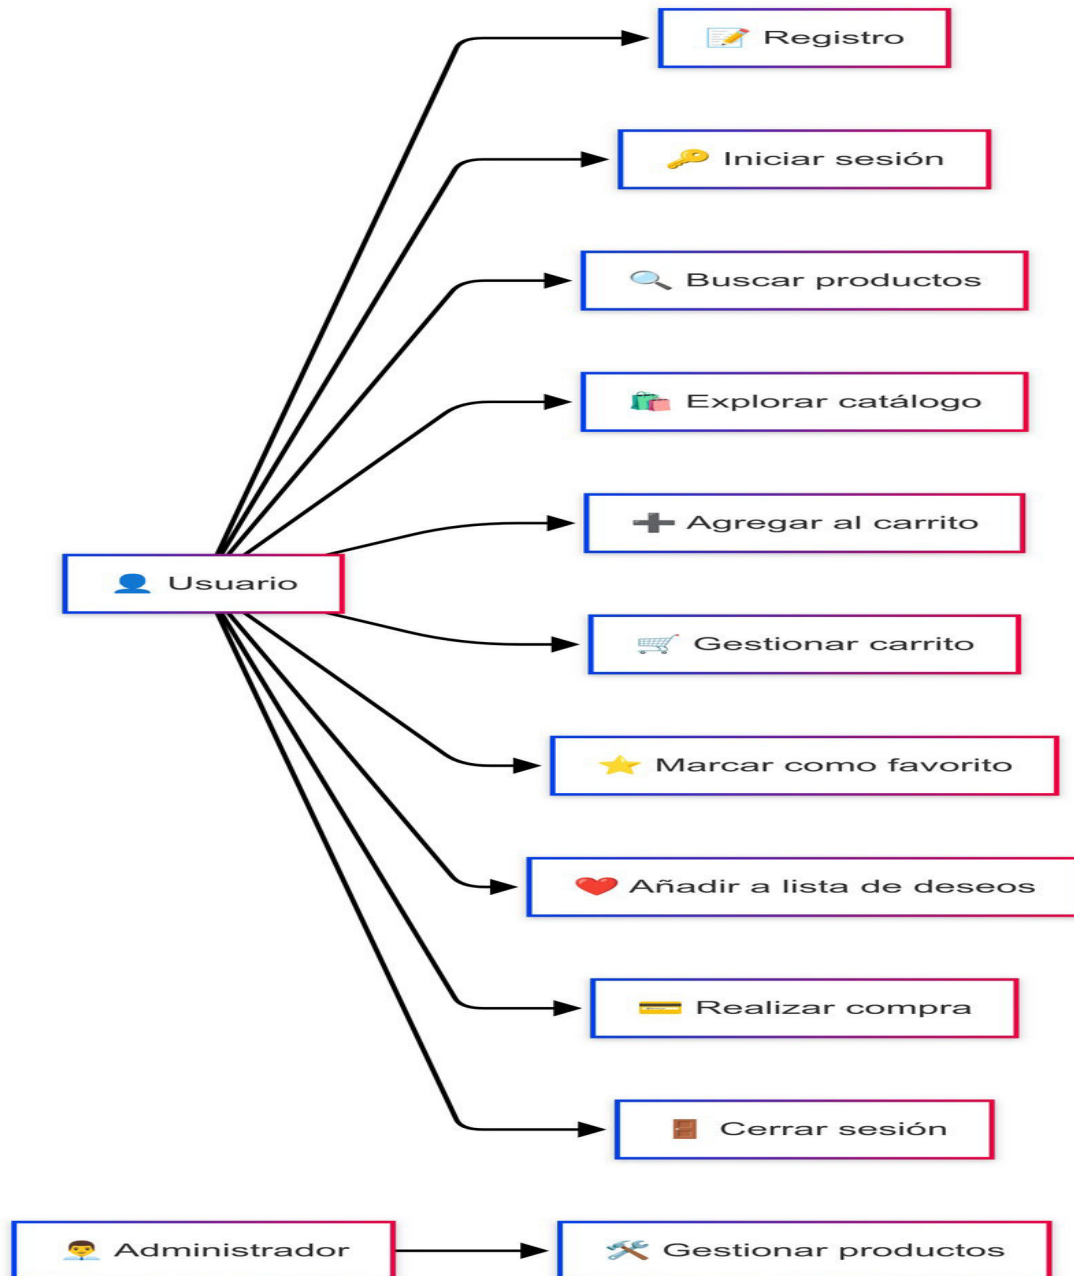 Registro
Iniciar sesión
Buscar productos
Explorar catálogo
Agregar al carrito
Usuario
Gestionar carrito
Marcar como favorito
Añadir a lista de deseos
Realizar compra
Cerrar sesión
Administrador
Gestionar productos